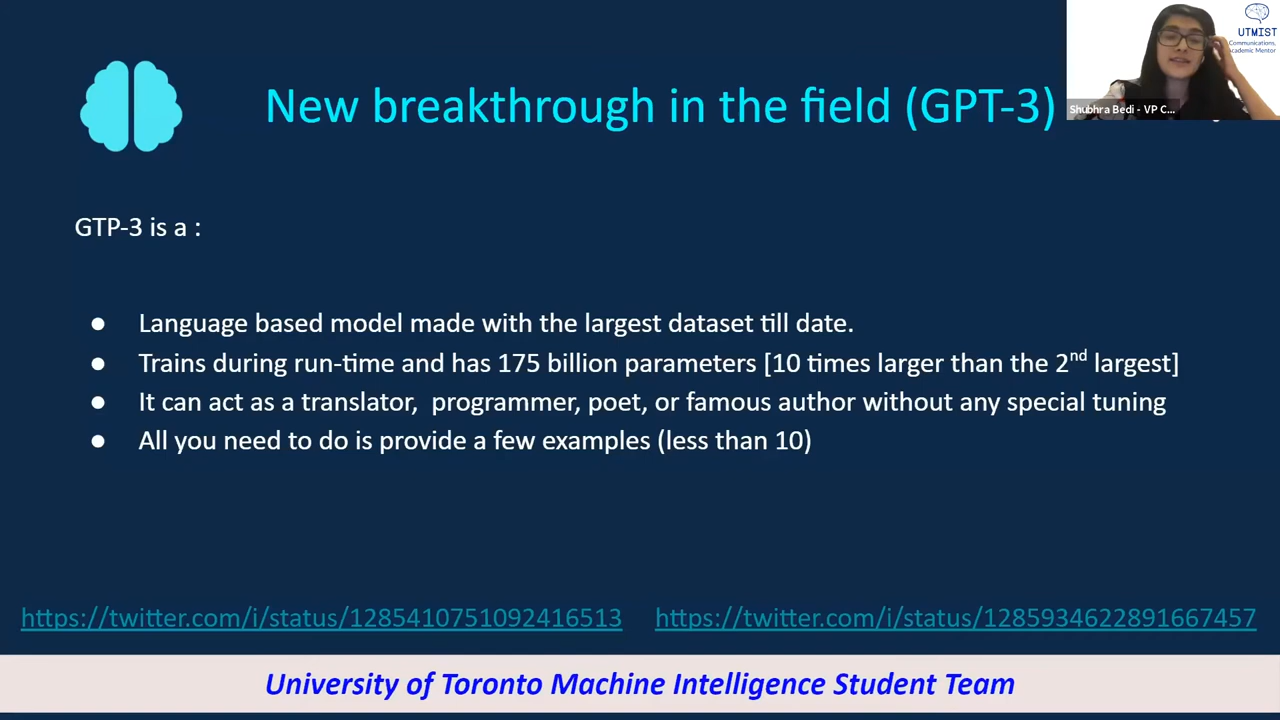 UTMIST
Communications,
Academic Mentor
Shubhra Bedi - VP C...
New breakthrough in the field (GPT-3)
GTP-3 is a :
● Language based model made with the largest dataset till date.
● Trains during run-time and has 175 billion parameters [10 times larger than the 2nd largest]
● It can act as a translator, programmer, poet, or famous author without any special tuning
● All you need to do is provide a few examples (less than 10)
https://twitter.com/i/status/1285410751092416513
https://twitter.com/i/status/1285934622891667457
University of Toronto Machine Intelligence Student Team